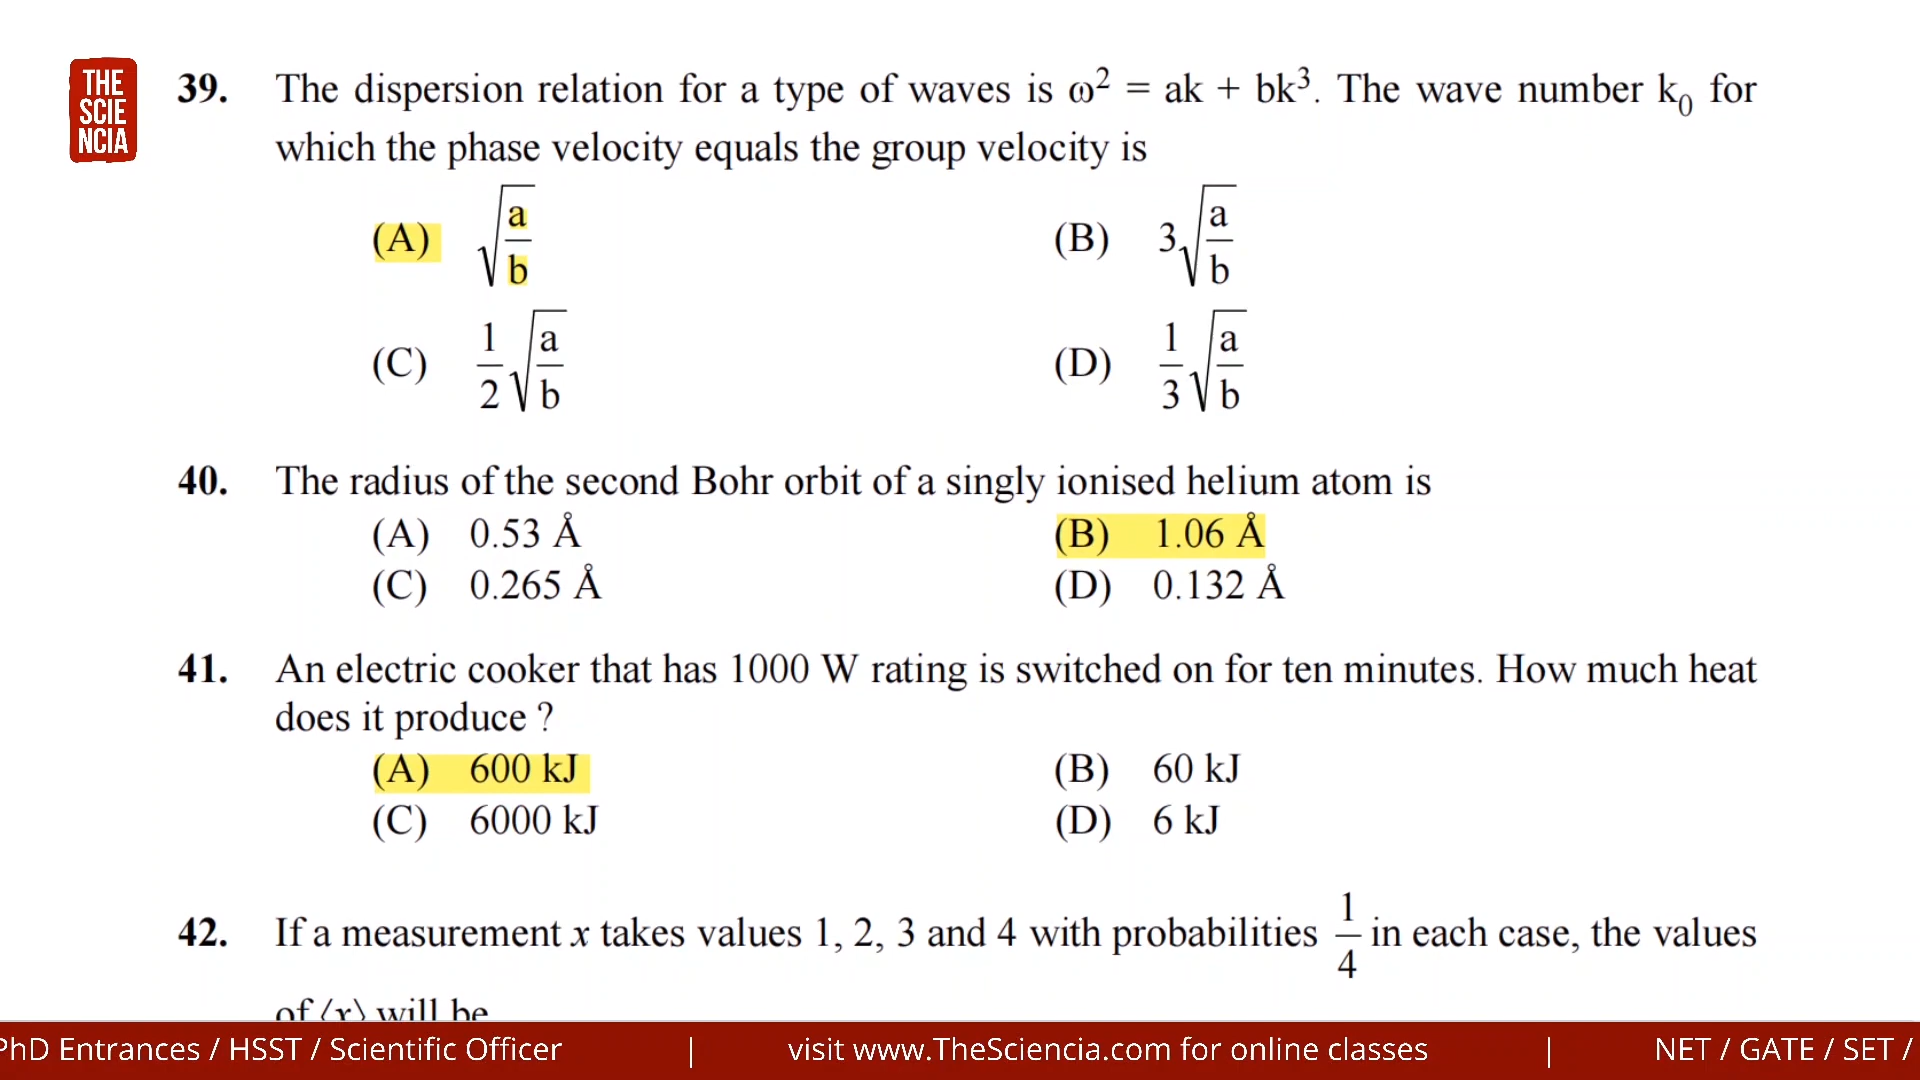 THE
SCIE
NCIA
39. The dispersion relation for a type of waves is ω² = ak + bk³. The wave number k₀ for
which the phase velocity equals the group velocity is
(A) √(a/b) (B) 3√(a/b)
(C) 1/2 √(a/b) (D) 1/3 √(a/b)
40. The radius of the second Bohr orbit of a singly ionised helium atom is
(A) 0.53 Å (B) 1.06 Å
(C) 0.265 Å (D) 0.132 Å
41. An electric cooker that has 1000 W rating is switched on for ten minutes. How much heat
does it produce ?
(A) 600 kJ (B) 60 kJ
(C) 6000 kJ (D) 6 kJ
42. If a measurement x takes values 1, 2, 3 and 4 with probabilities 1/4 in each case, the values
of ⟨x⟩ will be
PhD Entrances / HSST / Scientific Officer | visit www.TheSciencia.com for online classes | NET / GATE / SET /